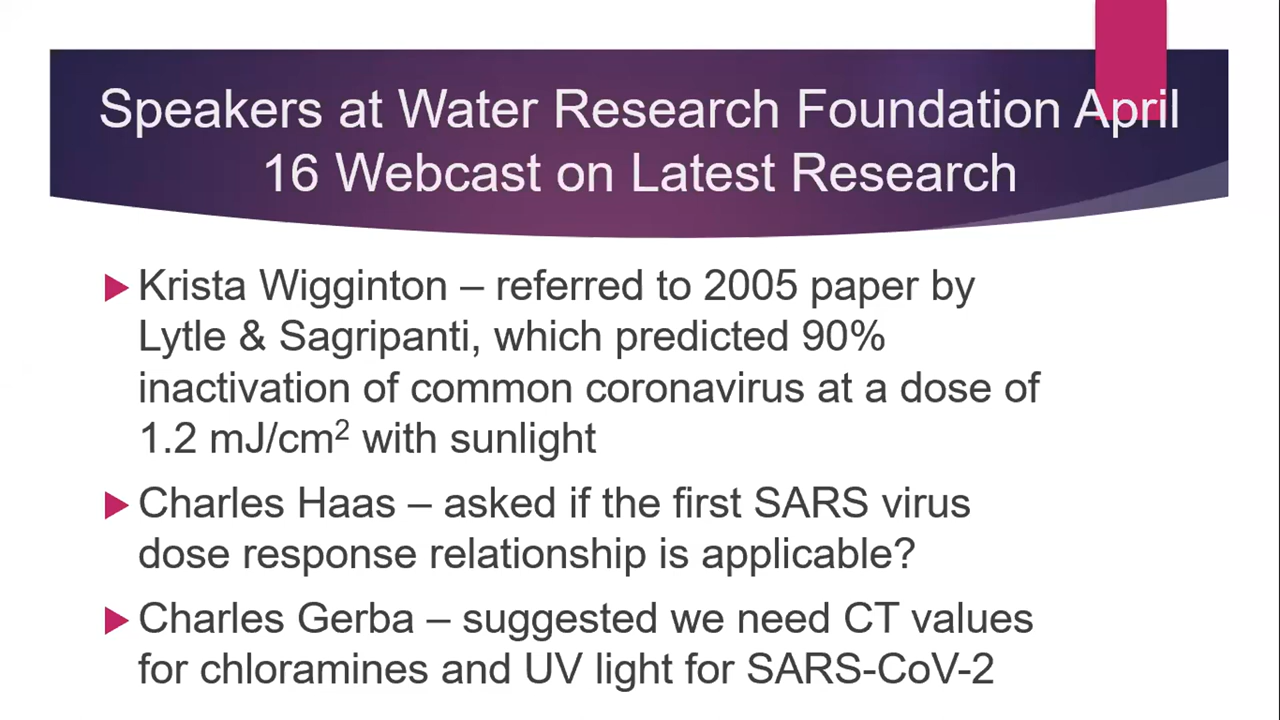 Speakers at Water Research Foundation April
16 Webcast on Latest Research
Krista Wigginton – referred to 2005 paper by
Lytle & Sagripanti, which predicted 90%
inactivation of common coronavirus at a dose of
1.2 mJ/cm² with sunlight
Charles Haas – asked if the first SARS virus
dose response relationship is applicable?
Charles Gerba – suggested we need CT values
for chloramines and UV light for SARS-CoV-2